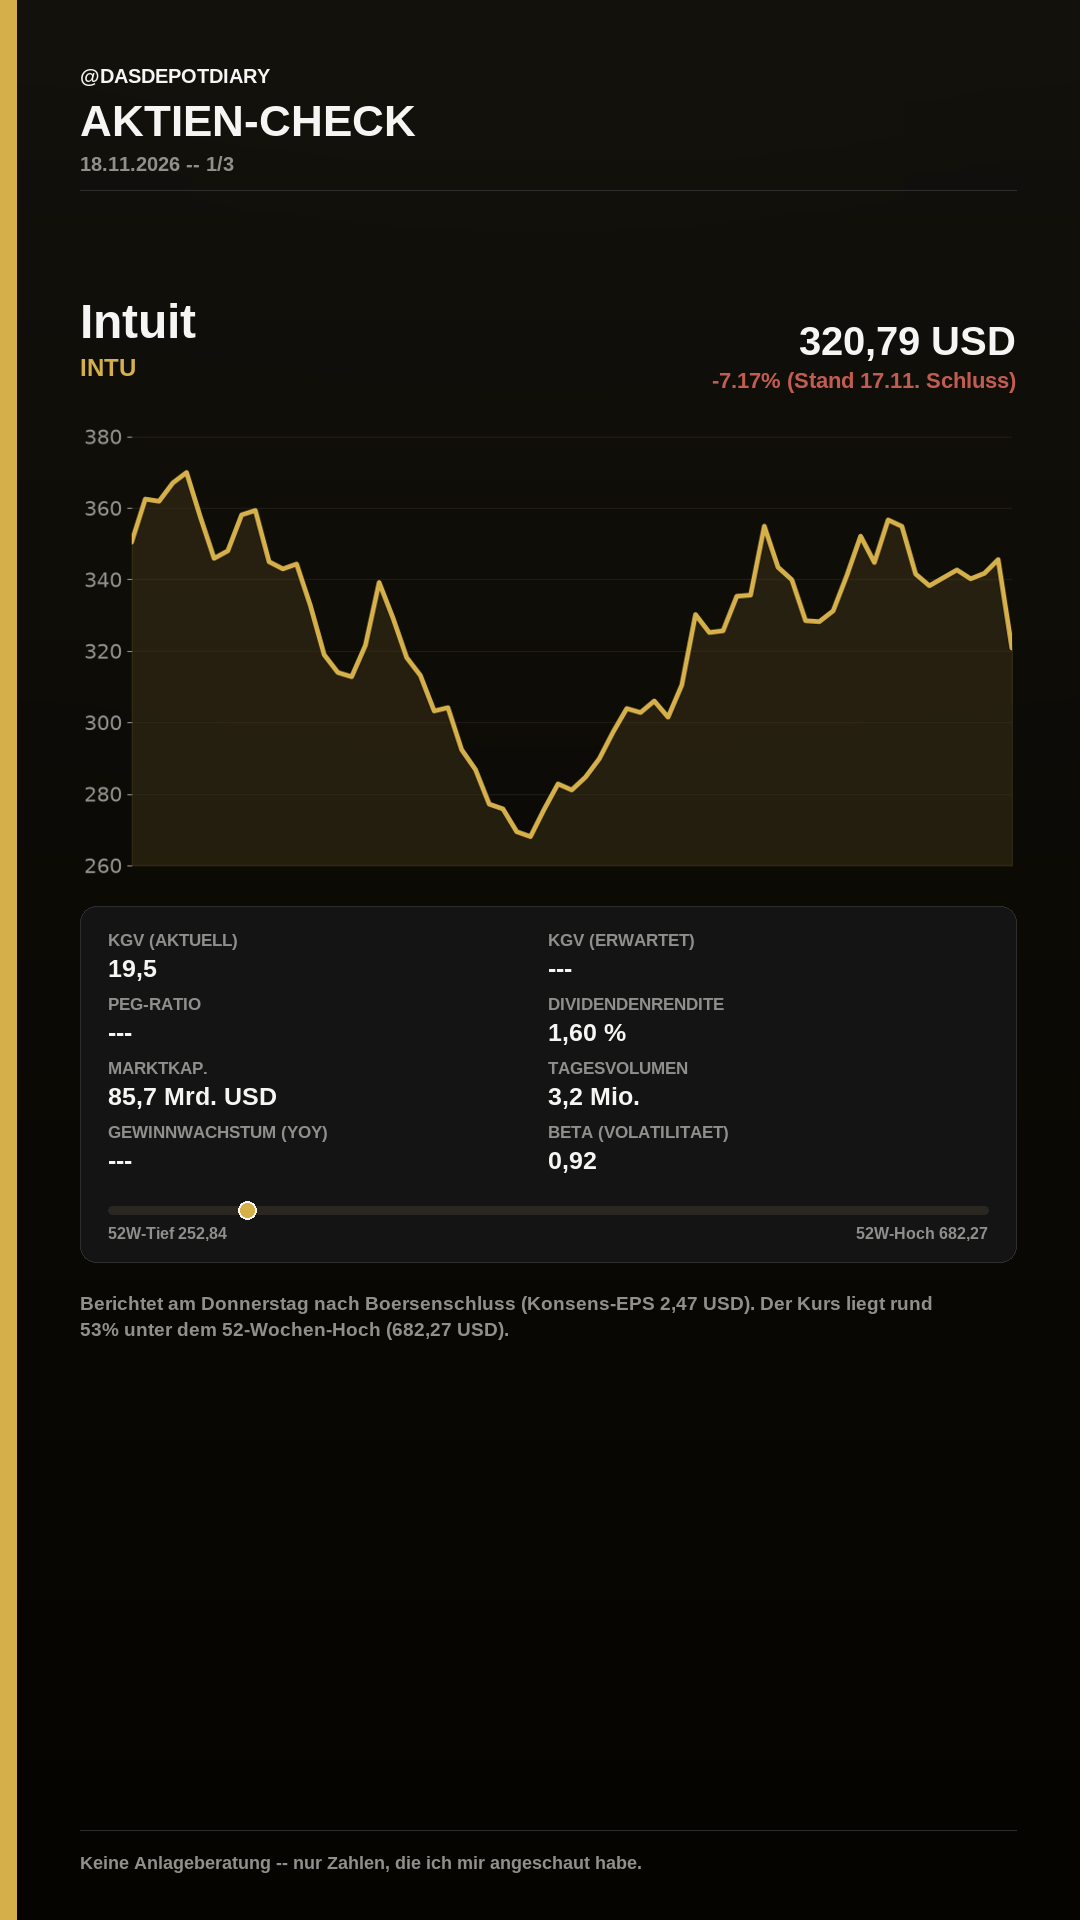 @DASDEPOTDIARY
AKTIEN-CHECK
18.11.2026 -- 1/3
Intuit
INTU
320,79 USD
-7.17% (Stand 17.11. Schluss)
380
360
340
320
300
280
260
KGV (AKTUELL)
19,5
KGV (ERWARTET)
---
PEG-RATIO
---
DIVIDENDENRENDITE
1,60 %
MARKTKAP.
85,7 Mrd. USD
TAGESVOLUMEN
3,2 Mio.
GEWINNWACHSTUM (YOY)
---
BETA (VOLATILITAET)
0,92
52W-Tief 252,84
52W-Hoch 682,27
Berichtet am Donnerstag nach Boersenschluss (Konsens-EPS 2,47 USD). Der Kurs liegt rund
53% unter dem 52-Wochen-Hoch (682,27 USD).
Keine Anlageberatung -- nur Zahlen, die ich mir angeschaut habe.